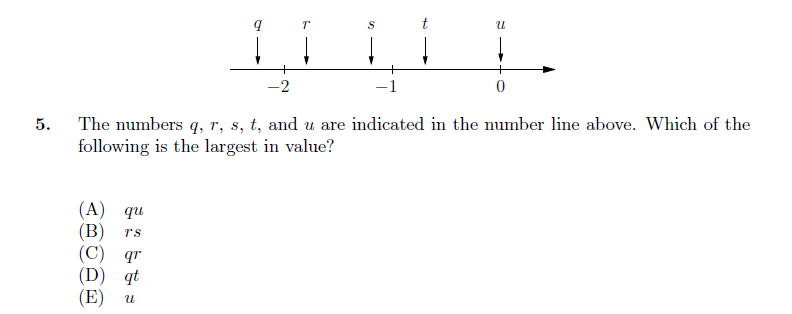 q r s t u
−2 −1 0
5. The numbers q, r, s, t, and u are indicated in the number line above. Which of the
following is the largest in value?
(A) qu
(B) rs
(C) qr
(D) qt
(E) u